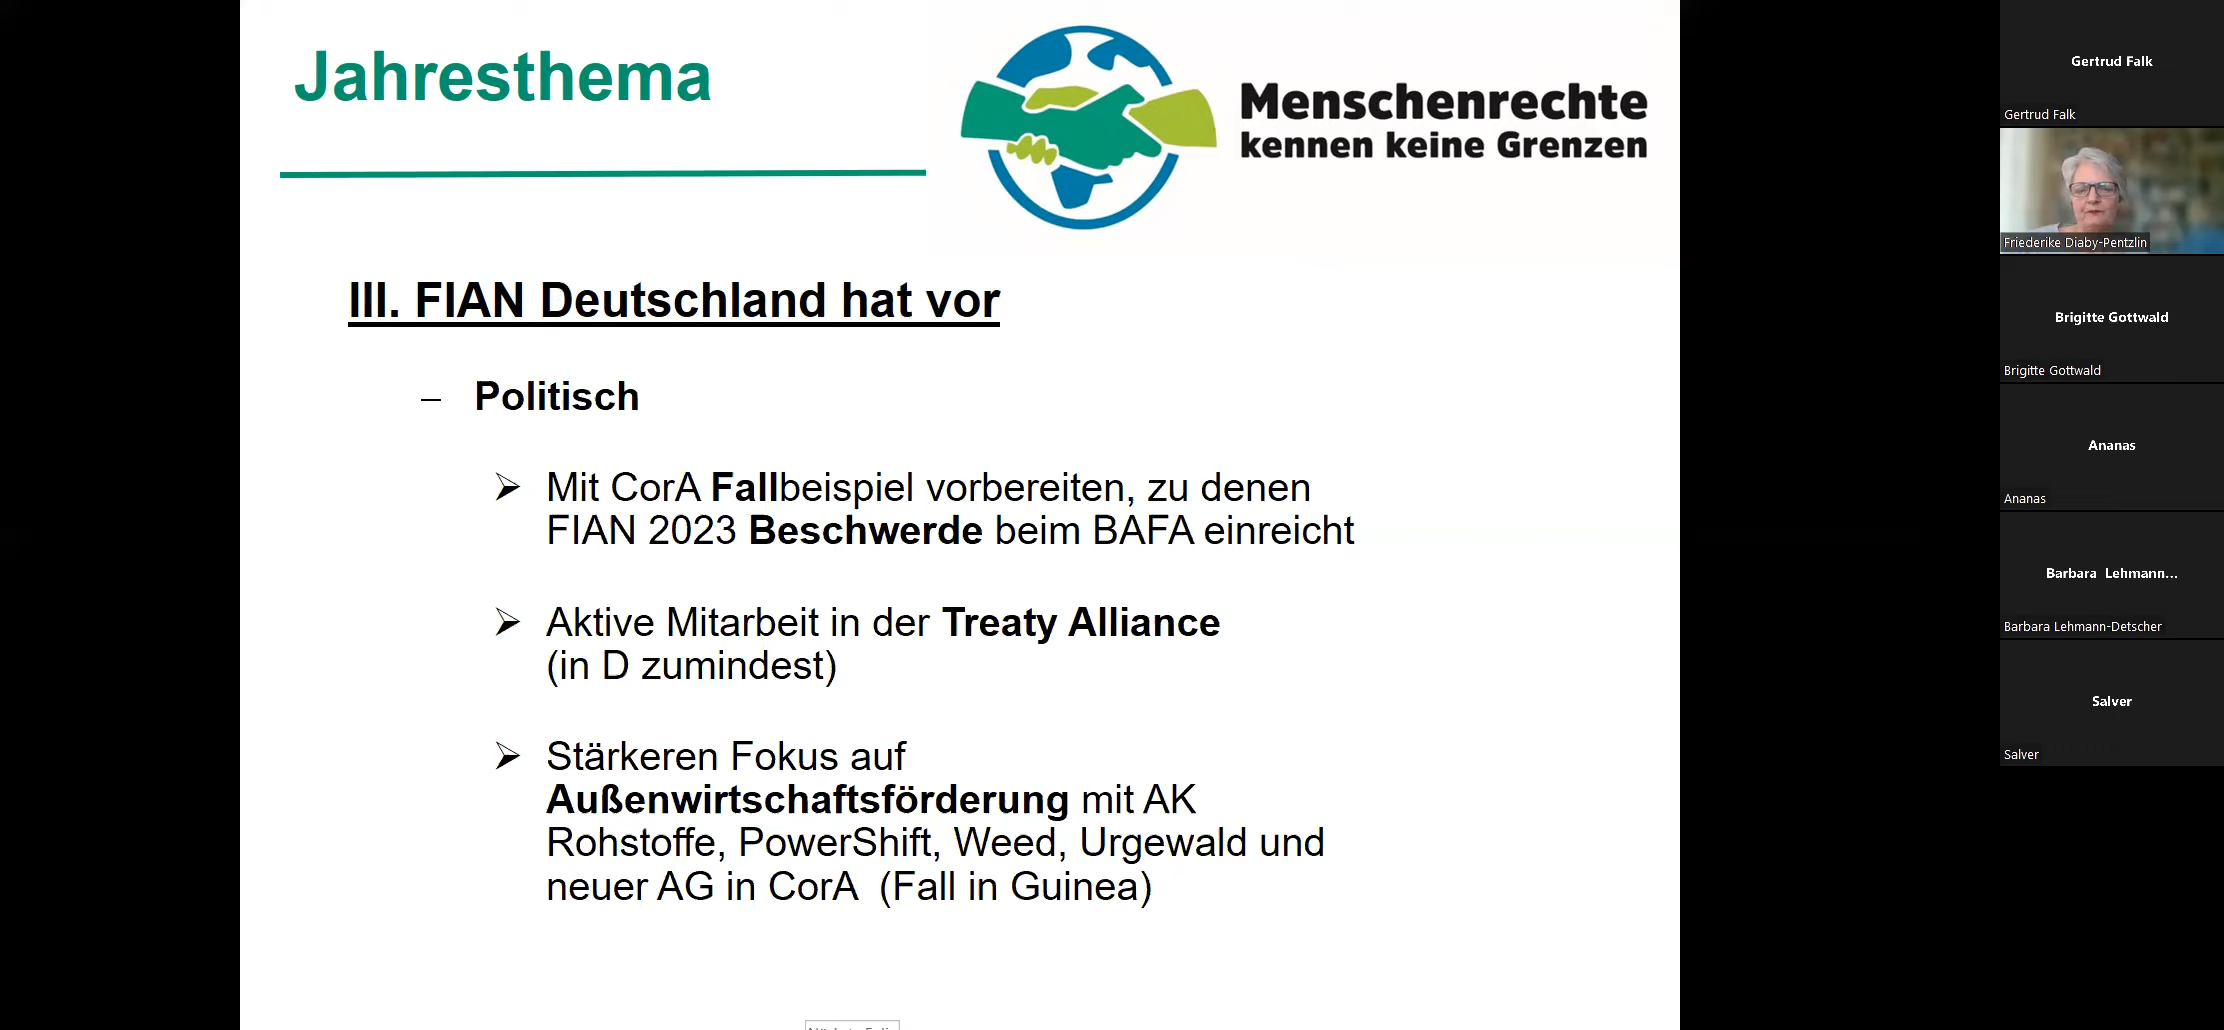 Jahresthema
Menschenrechte
kennen keine Grenzen
III. FIAN Deutschland hat vor
– Politisch
➢ Mit CorA Fallbeispiel vorbereiten, zu denen
FIAN 2023 Beschwerde beim BAFA einreicht
➢ Aktive Mitarbeit in der Treaty Alliance
(in D zumindest)
➢ Stärkeren Fokus auf
Außenwirtschaftsförderung mit AK
Rohstoffe, PowerShift, Weed, Urgewald und
neuer AG in CorA (Fall in Guinea)
Gertrud Falk
Gertrud Falk
Friederike Diaby-Pentzlin
Brigitte Gottwald
Brigitte Gottwald
Ananas
Ananas
Barbara Lehmann...
Barbara Lehmann-Detscher
Salver
Salver